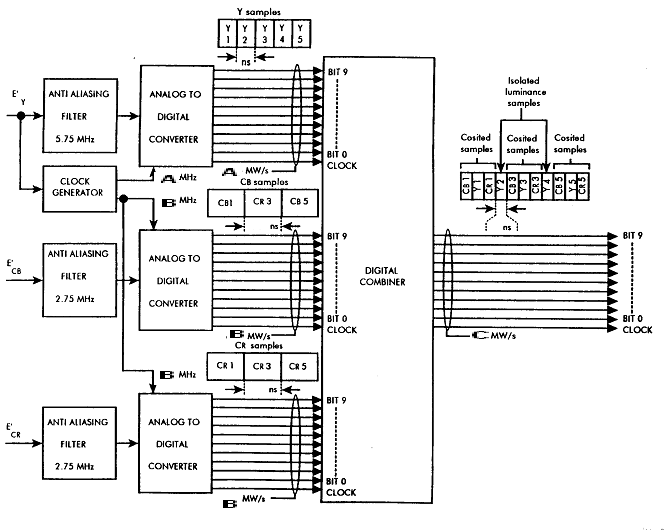 Y samples
Y 1 Y 2 Y 3 Y 4 Y 5
ns
E'Y
ANTI ALIASING FILTER 5.75 MHz
ANALOG TO DIGITAL CONVERTER
BIT 9
BIT 0
CLOCK
MW/s
CLOCK GENERATOR
MHz
MHz
CB samples
CB1 CR 3 CB 5
ns
E'CB
ANTI ALIASING FILTER 2.75 MHz
ANALOG TO DIGITAL CONVERTER
BIT 9
BIT 0
CLOCK
MW/s
CR samples
CR 1 CR 3 CR 5
ns
MHz
E'CR
ANTI ALIASING FILTER 2.75 MHz
ANALOG TO DIGITAL CONVERTER
BIT 9
BIT 0
CLOCK
MW/s
DIGITAL COMBINER
Isolated luminance samples
Cosited samples
Cosited samples
Cosited samples
CB 1 Y 1 CR 1 Y 2 CB 3 Y 3 CR 3 Y 4 CB 5 Y 5 CR 5
ns
BIT 9
BIT 0
CLOCK
MW/s